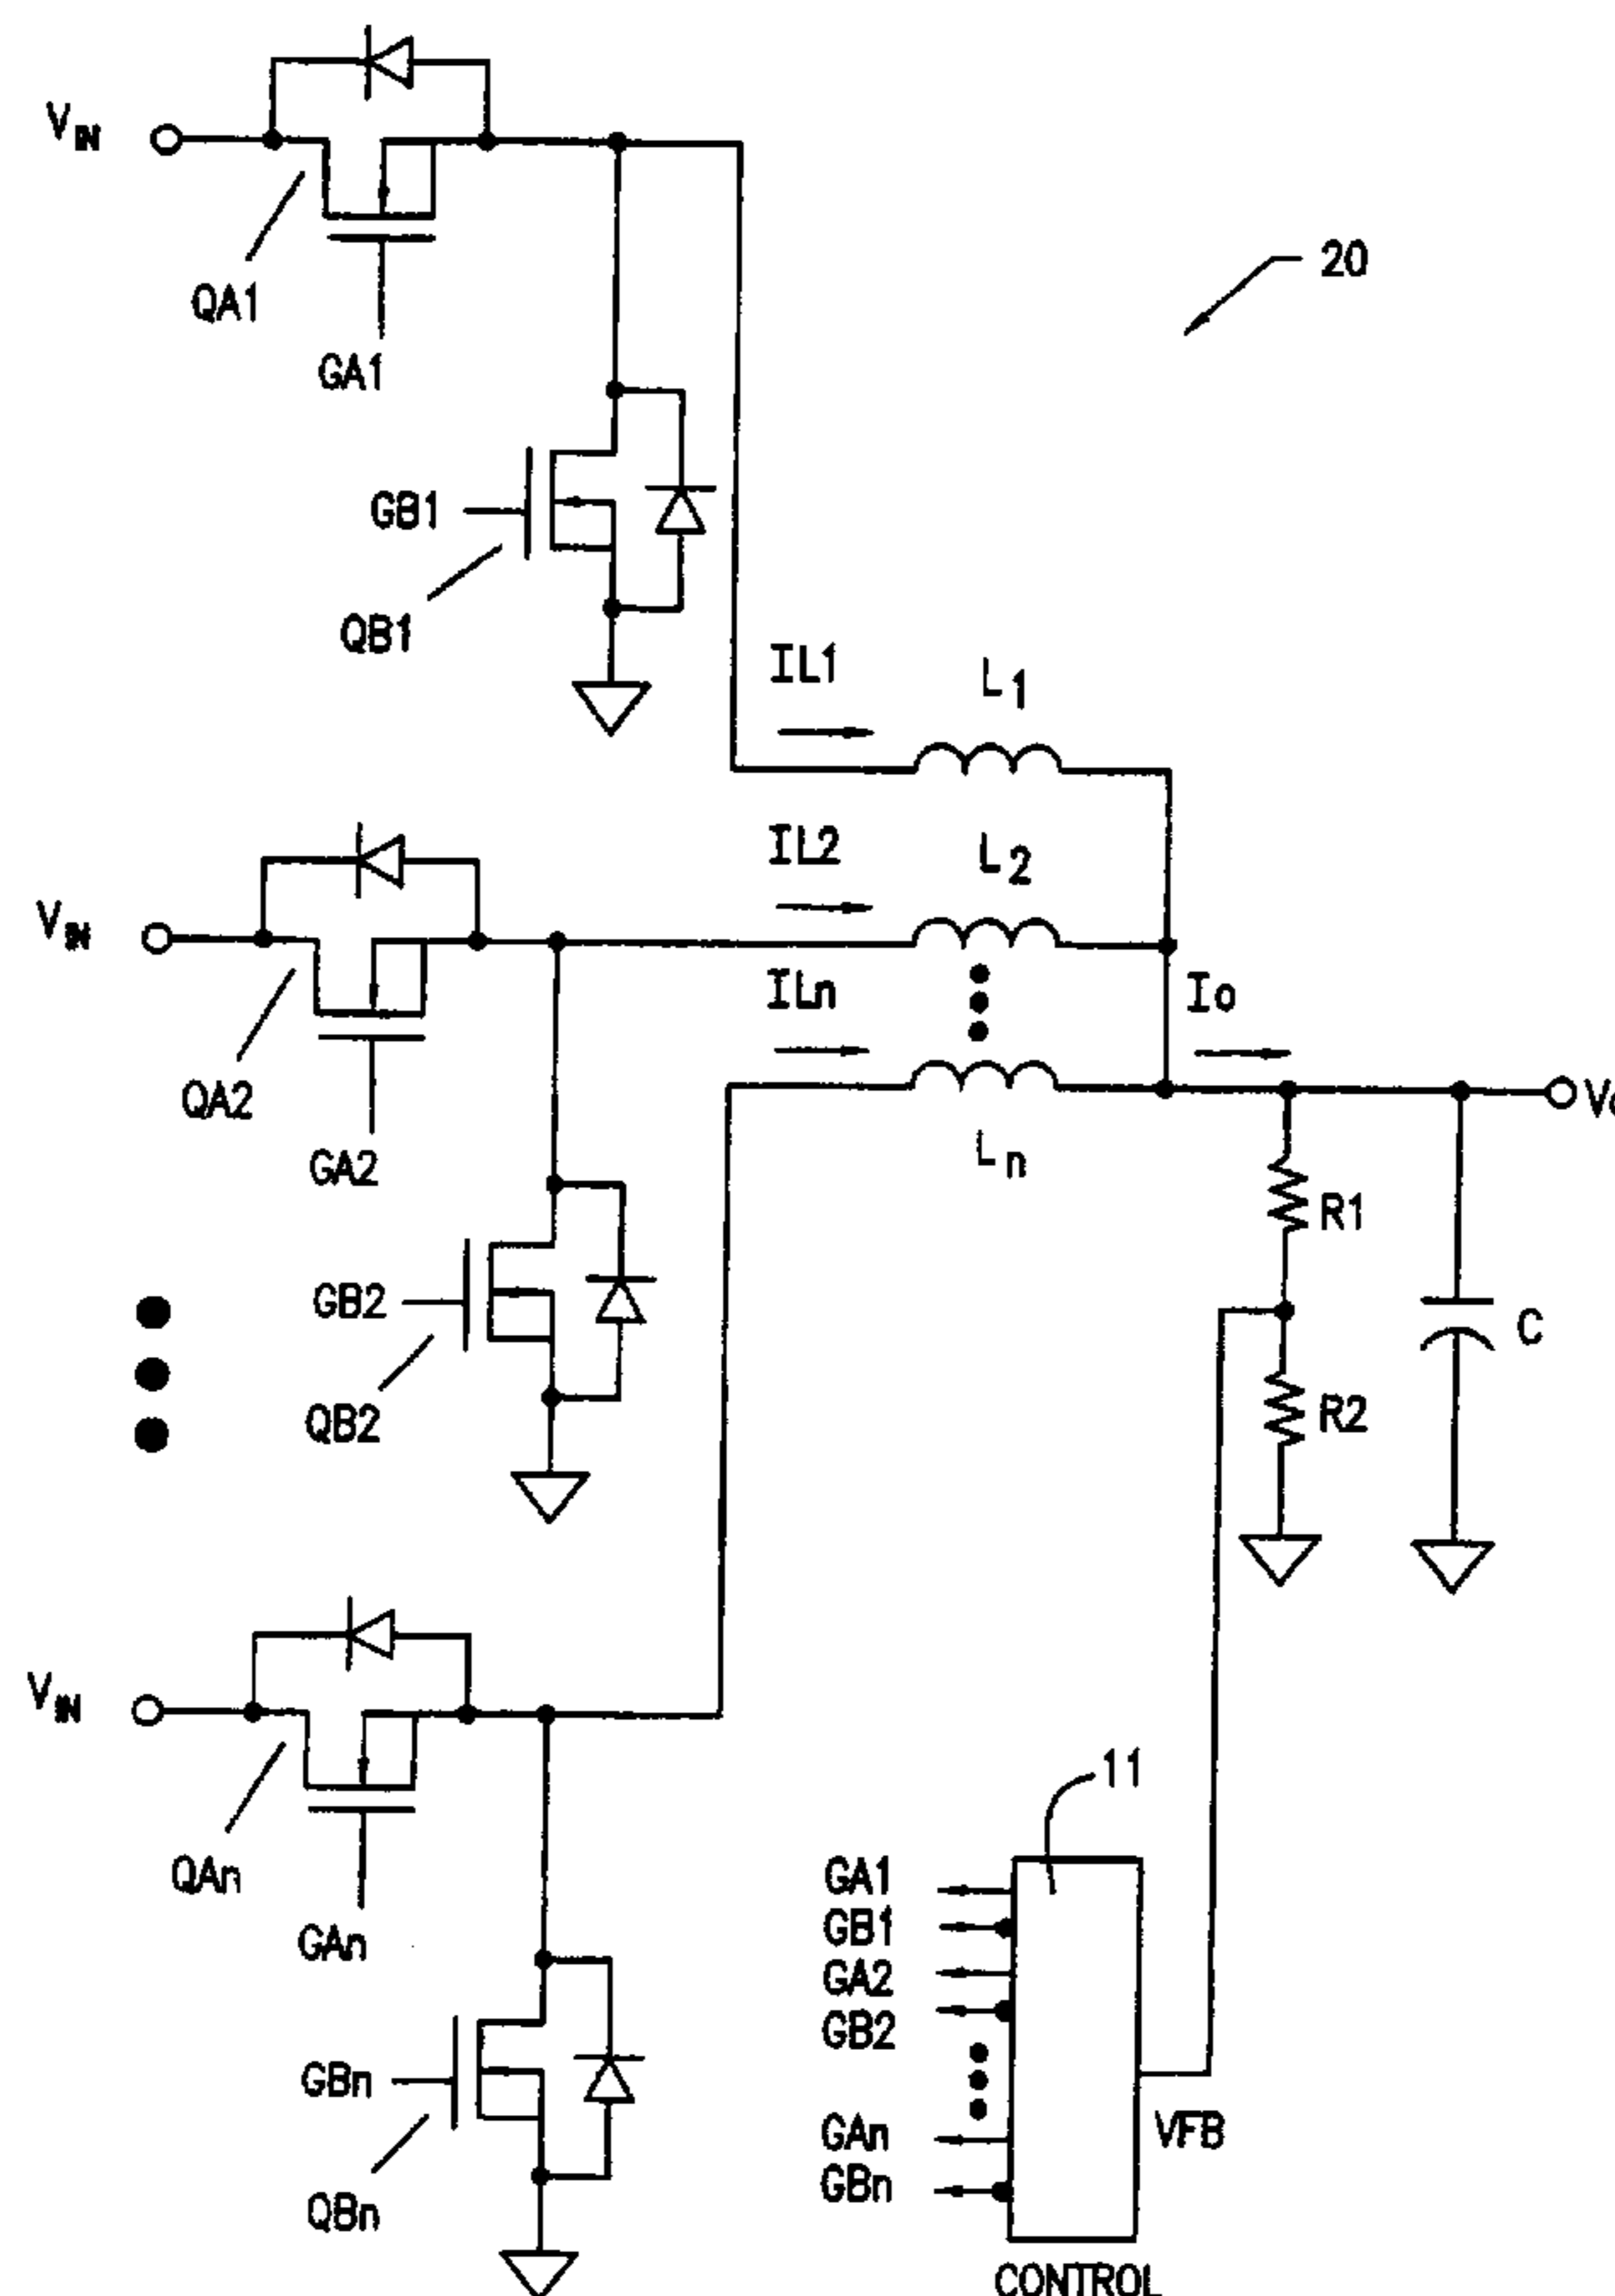 VIN
QA1
GA1
20
GB1
QB1
IL1
L1
IL2
L2
VIN
ILn
Io
QA2
GA2
Ln
R1
GB2
C
QB2
R2
VIN
11
QAn
GA1
GAn
GB1
GA2
GB2
GBn
GAn
VFB
GBn
QBn
CONTROL